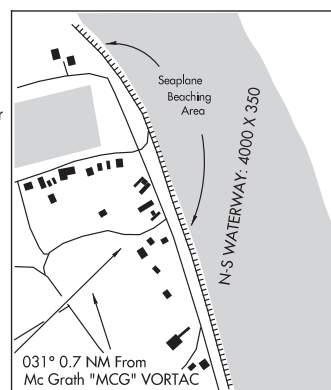 Seaplane
Beaching
Area
N-S WATERWAY: 4000 X 350
031° 0.7 NM From
Mc Grath "MCG" VORTAC
r